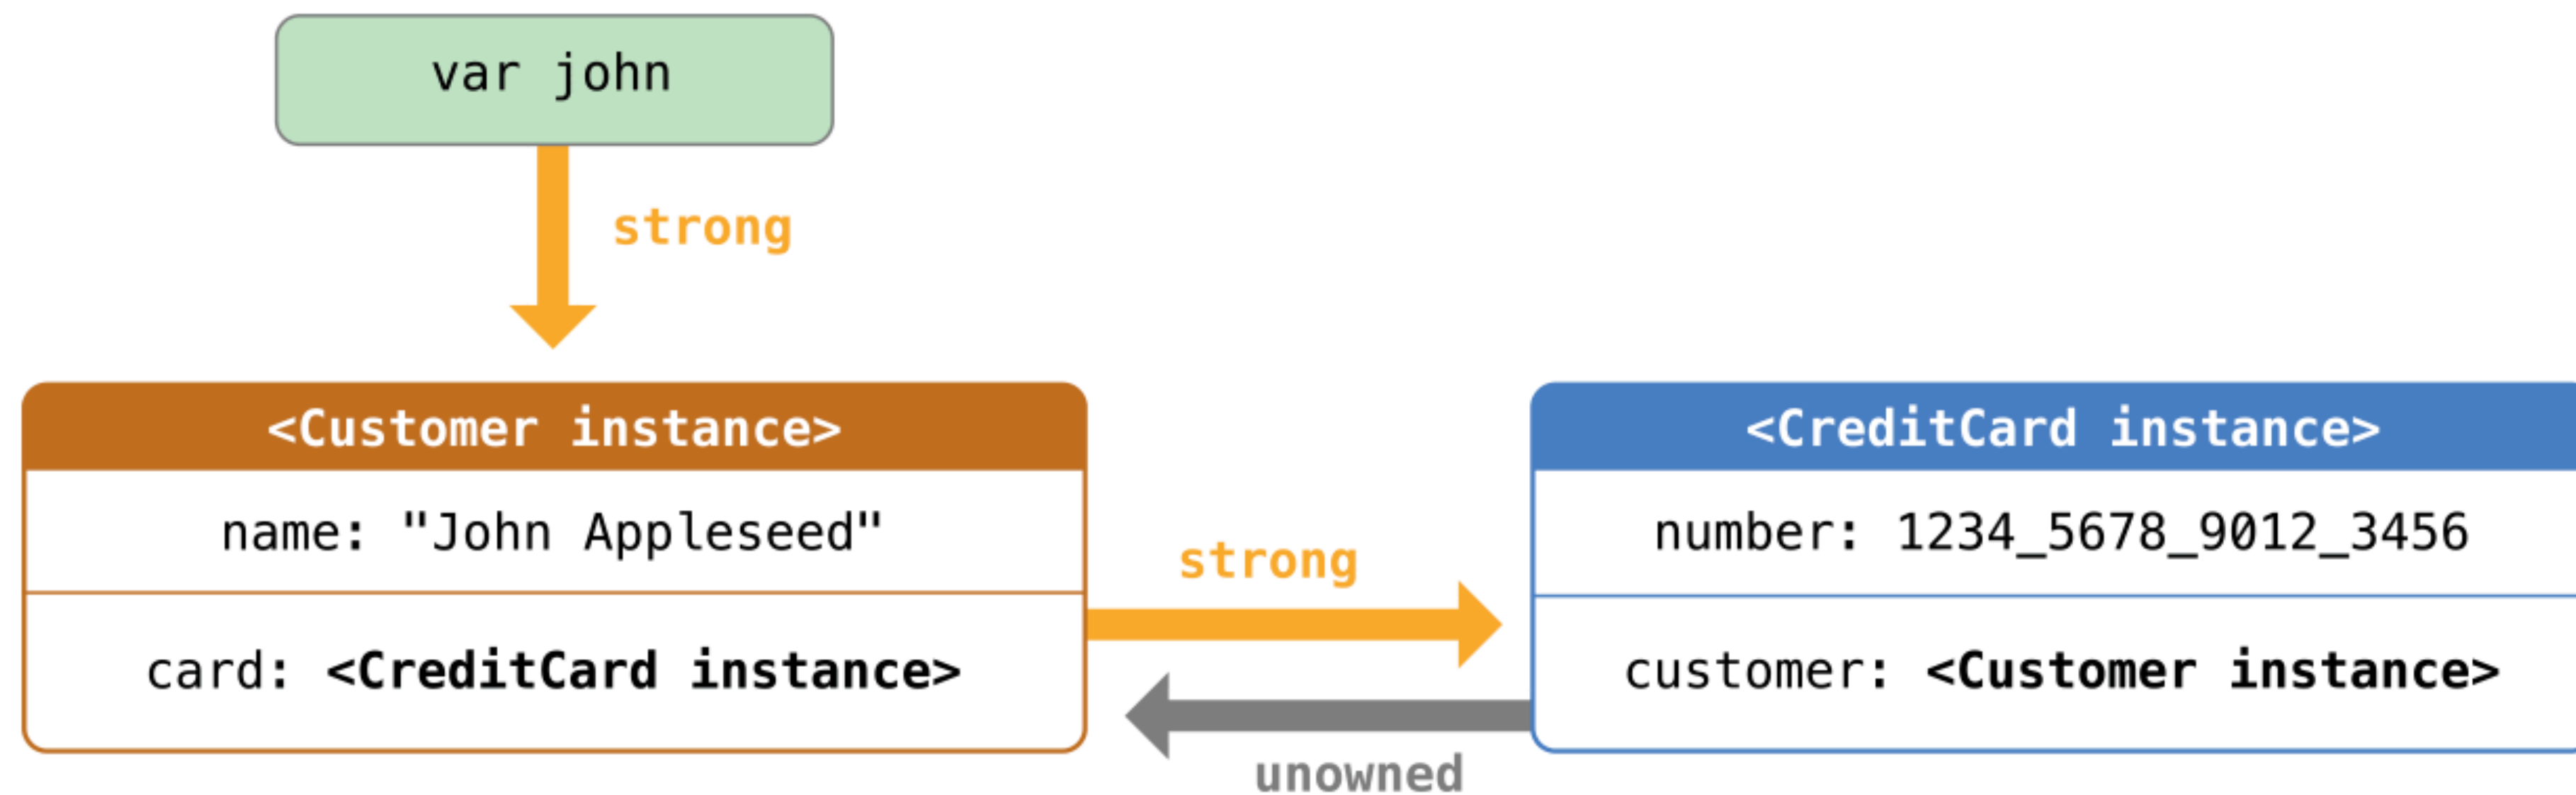 var john
strong
<Customer instance>
name: "John Appleseed"
card: <CreditCard instance>
strong
unowned
<CreditCard instance>
number: 1234_5678_9012_3456
customer: <Customer instance>